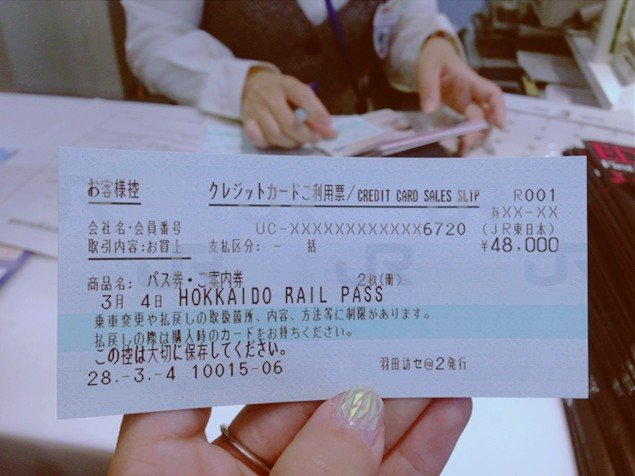 お客様控 クレジットカードご利用票/CREDIT CARD SALES SLIP R001
有XX-XX
会社名・会員番号 UC-XXXXXXXXXXXX6720 (JR東日本)
取引内容:お買上 支払区分: - 括 ¥48,000
商品名: パス券・ご案内券 2枚(冊)
3月 4日 HOKKAIDO RAIL PASS
乗車変更や払戻しの取扱箇所、内容、方法等に制限があります。
払戻しの際は購入時のカードをお持ちください。
この控は大切に保存してください。
28.-3.-4 10015-06 羽田訪セ@2発行